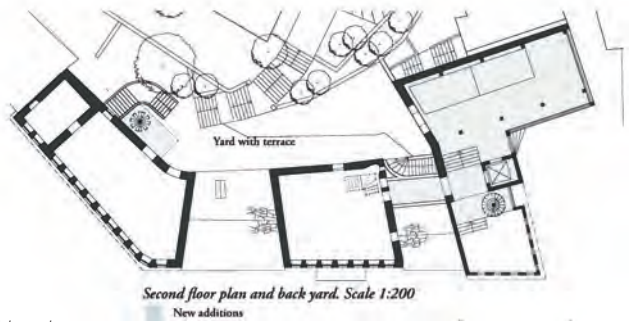 Yard with terrace
Second floor plan and back yard. Scale 1:200
New additions